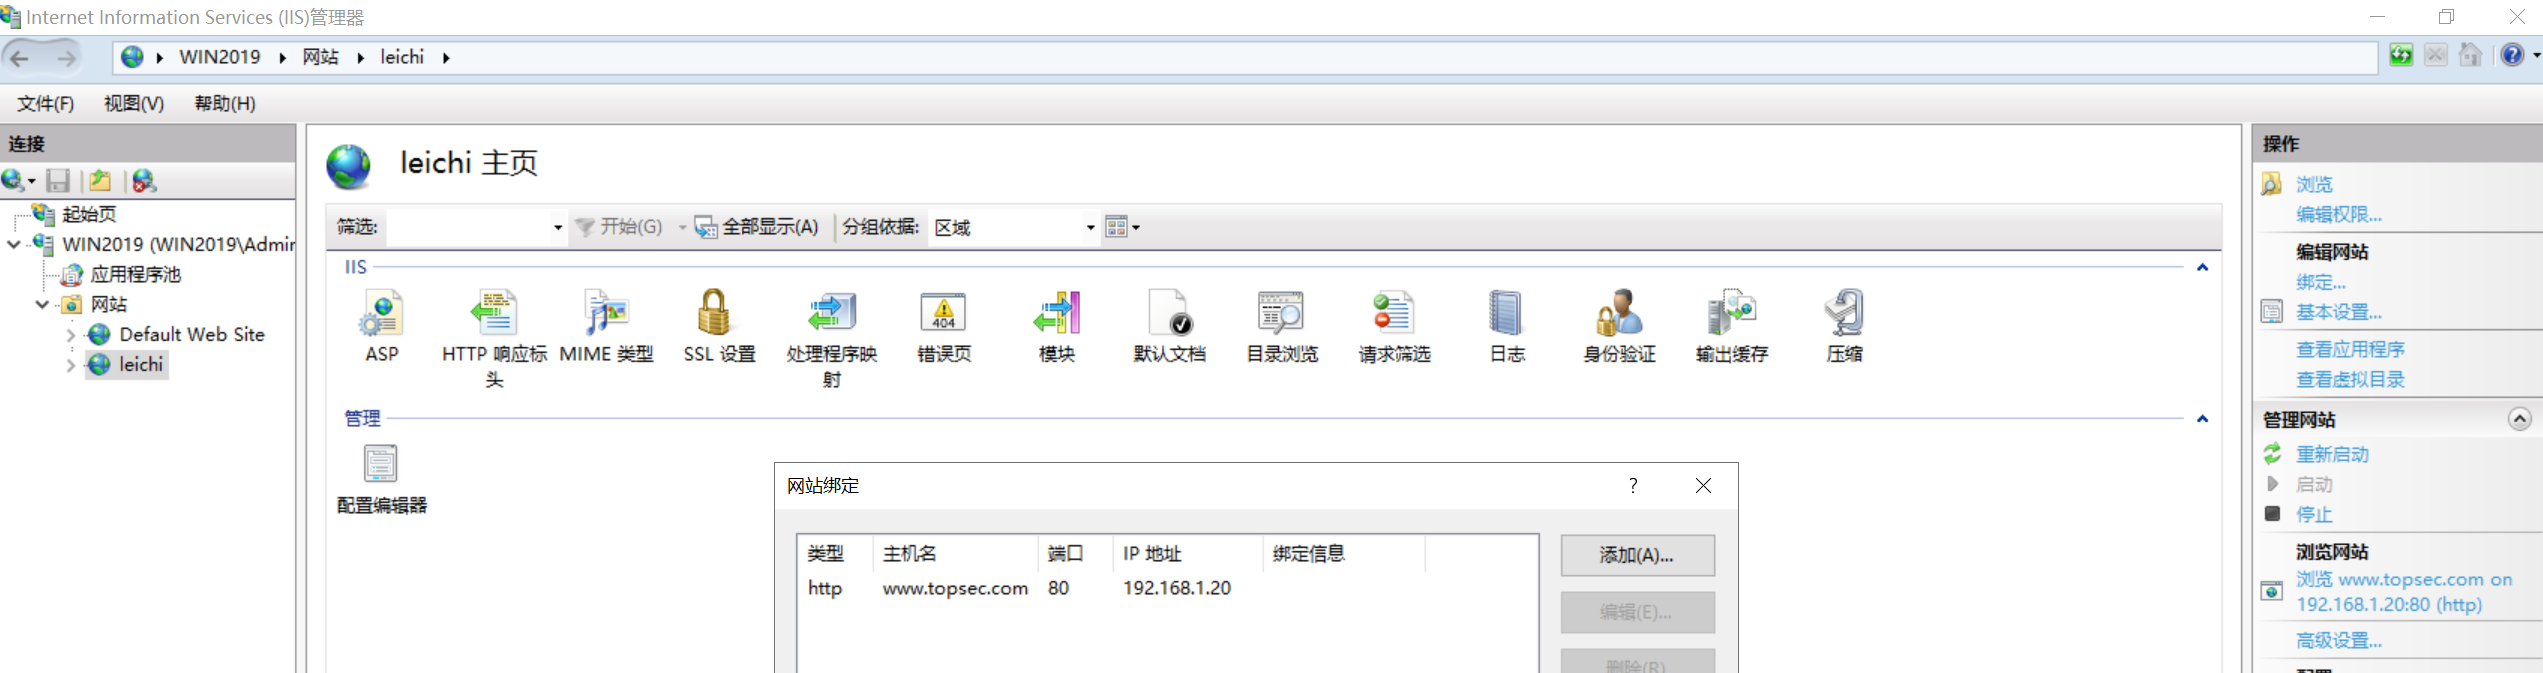 Internet Information Services (IIS)管理器
WIN2019
网站
leichi
文件(F)
视图(V)
帮助(H)
连接
起始页
WIN2019 (WIN2019\Admir
应用程序池
网站
Default Web Site
leichi
leichi 主页
筛选:
开始(G)
全部显示(A)
分组依据:
区域
IIS
ASP
HTTP 响应标
头
MIME 类型
SSL 设置
处理程序映
射
404
错误页
模块
默认文档
目录浏览
请求筛选
日志
身份验证
输出缓存
压缩
管理
配置编辑器
网站绑定
?
类型
主机名
端口
IP 地址
绑定信息
http
www.topsec.com
80
192.168.1.20
添加(A)...
编辑(E)...
删除(R)
操作
浏览
编辑权限...
编辑网站
绑定...
基本设置...
查看应用程序
查看虚拟目录
管理网站
重新启动
启动
停止
浏览网站
浏览 www.topsec.com on
192.168.1.20:80 (http)
高级设置...